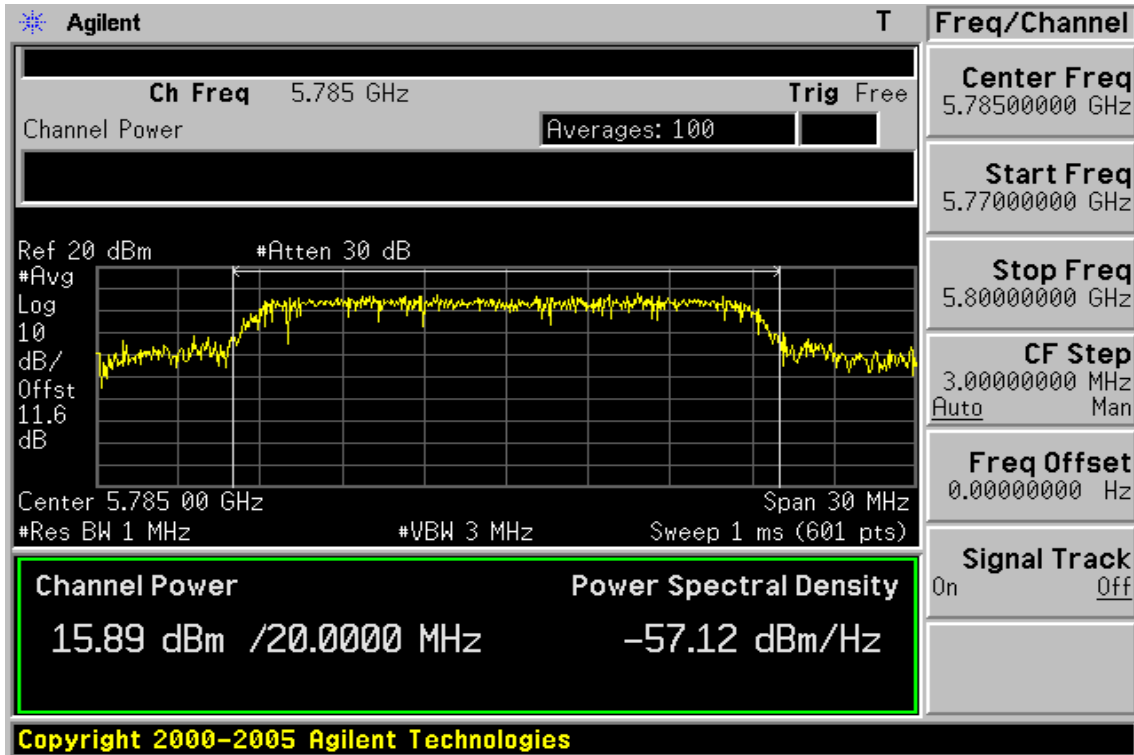 Agilent T
Ch Freq 5.785 GHz Trig Free
Channel Power Averages: 100
Ref 20 dBm #Atten 30 dB
#Avg
Log
10
dB/
Offst
11.6
dB
Center 5.785 00 GHz Span 30 MHz
#Res BW 1 MHz #VBW 3 MHz Sweep 1 ms (601 pts)
Channel Power Power Spectral Density
15.89 dBm /20.0000 MHz -57.12 dBm/Hz
Copyright 2000-2005 Agilent Technologies
Freq/Channel
Center Freq
5.78500000 GHz
Start Freq
5.77000000 GHz
Stop Freq
5.80000000 GHz
CF Step
3.00000000 MHz
Auto Man
Freq Offset
0.00000000 Hz
Signal Track
On Off